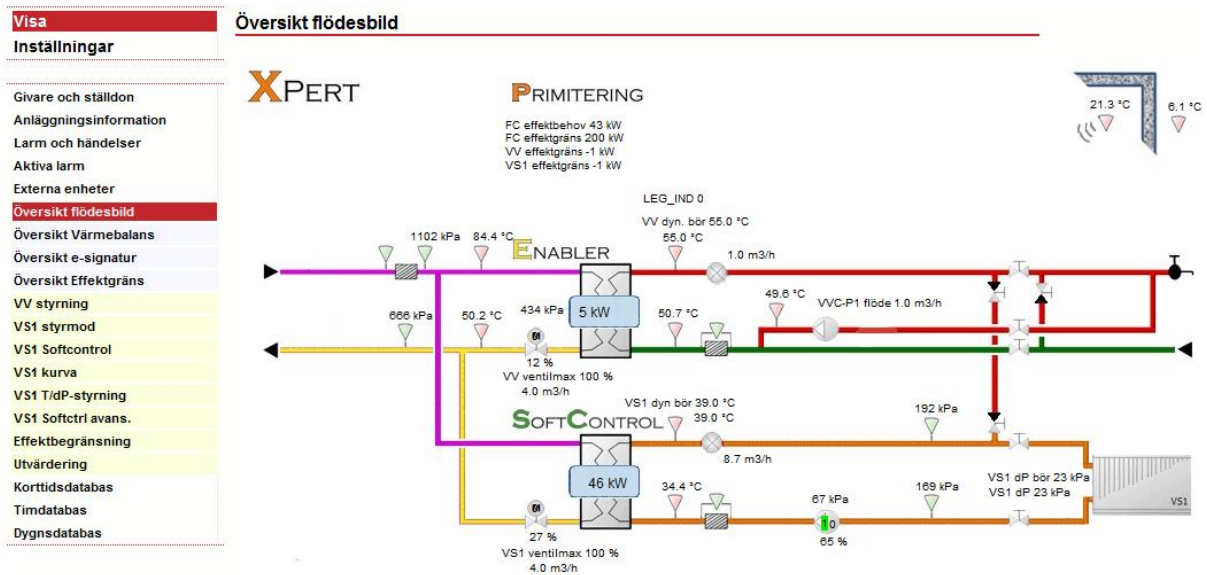 Visa
Inställningar
Givare och ställdon
Anläggningsinformation
Larm och händelser
Aktiva larm
Externa enheter
Översikt flödesbild
Översikt Värmebalans
Översikt e-signatur
Översikt Effektgräns
VV styrning
VS1 styrmod
VS1 Softcontrol
VS1 kurva
VS1 T/dP-styrning
VS1 Softctrl avans.
Effektbegränsning
Utvärdering
Korttidsdatabas
Timdatabas
Dygnsdatabas
Översikt flödesbild
XPERT
PRIMITERING
FC effektbehov 43 kW
FC effektgräns 200 kW
VV effektgräns -1 kW
VS1 effektgräns -1 kW
21.3 °C
6.1 °C
LEG_IND 0
VV dyn. bör 55.0 °C
55.0 °C
1102 kPa
84.4 °C
ENABLER
1.0 m3/h
49.6 °C
VVC-P1 flöde 1.0 m3/h
666 kPa
50.2 °C
434 kPa
5 kW
50.7 °C
12 %
VV ventilmax 100 %
4.0 m3/h
VS1 dyn bör 39.0 °C
39.0 °C
SOFTCONTROL
192 kPa
8.7 m3/h
46 kW
34.4 °C
67 kPa
169 kPa
VS1 dP bör 23 kPa
VS1 dP 23 kPa
VS1
10
65 %
27 %
VS1 ventilmax 100 %
4.0 m3/h